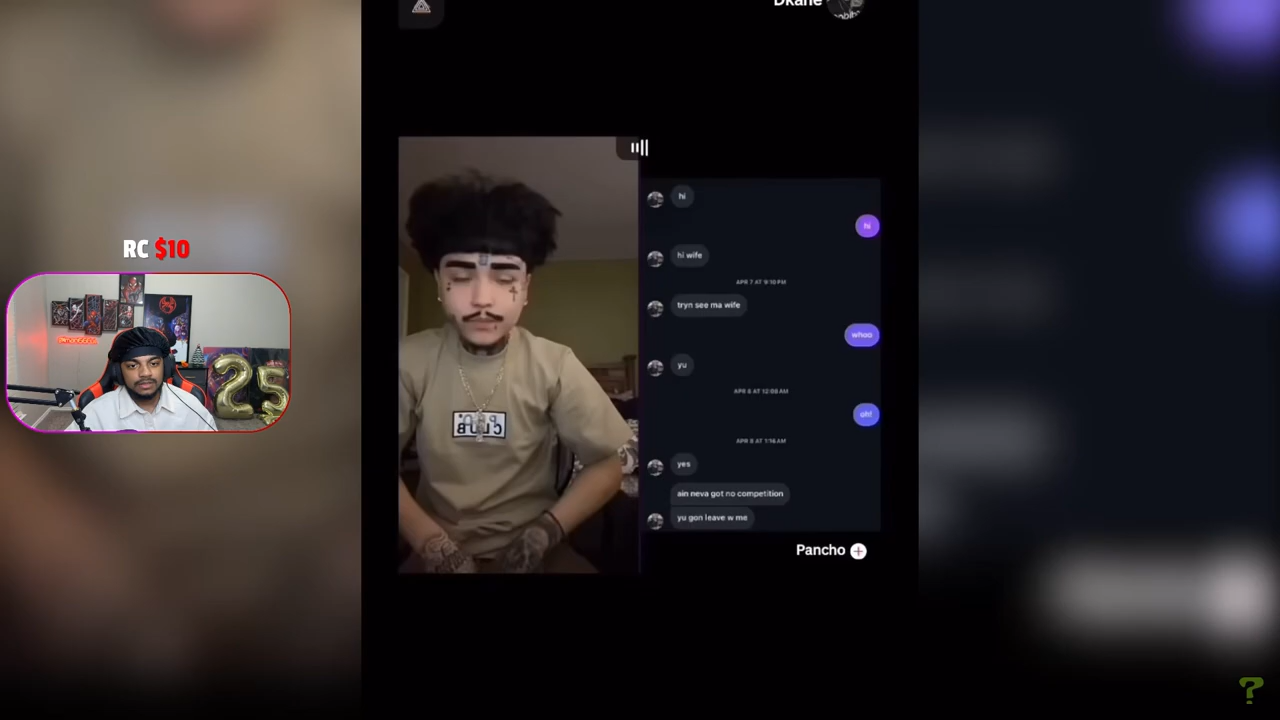 Dkane
RC $10
hi
hi
hi wife
APR 7 AT 9:10 PM
tryn see ma wife
whoo
yu
APR 8 AT 12:08 AM
oh!
APR 8 AT 1:16 AM
yes
ain neva got no competition
yu gon leave w me
CLUB
Pancho
25
?